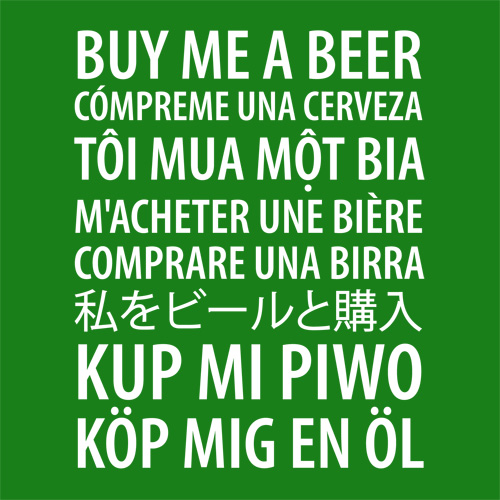 BUY ME A BEER
CÓMPREME UNA CERVEZA
TÔI MUA MỘT BIA
M'ACHETER UNE BIÈRE
COMPRARE UNA BIRRA
私をビールと購入
KUP MI PIWO
KÖP MIG EN ÖL